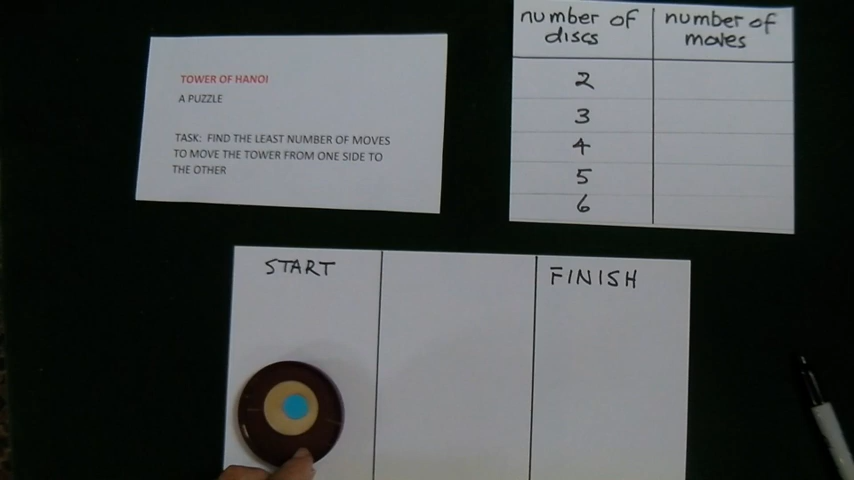 TOWER OF HANOI
A PUZZLE
TASK: FIND THE LEAST NUMBER OF MOVES
TO MOVE THE TOWER FROM ONE SIDE TO
THE OTHER
number of discs
number of moves
2
3
4
5
6
START
FINISH